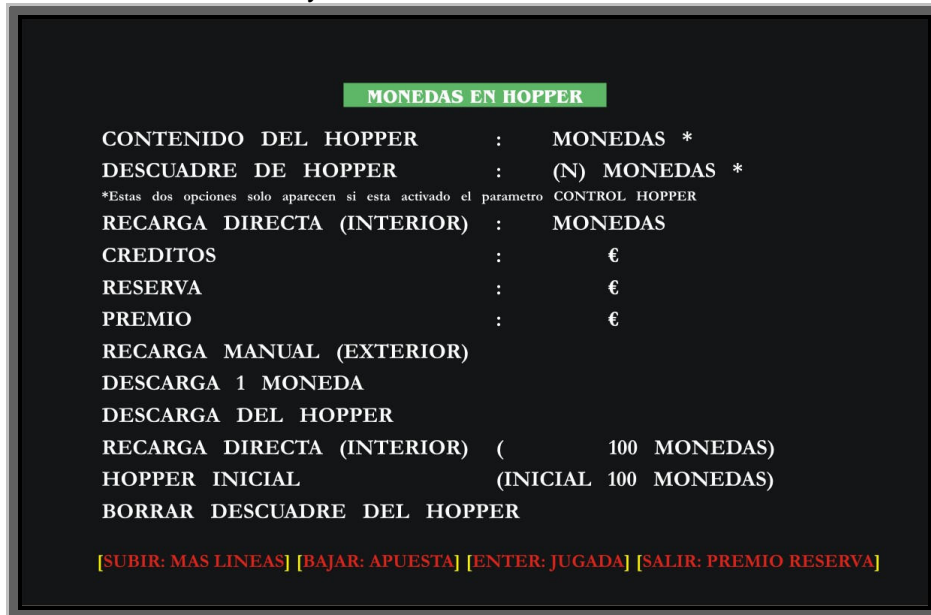 MONEDAS EN HOPPER
CONTENIDO DEL HOPPER : MONEDAS *
DESCUADRE DE HOPPER : (N) MONEDAS *
*Estas dos opciones solo aparecen si esta activado el parametro CONTROL HOPPER
RECARGA DIRECTA (INTERIOR) : MONEDAS
CREDITOS : €
RESERVA : €
PREMIO : €
RECARGA MANUAL (EXTERIOR)
DESCARGA 1 MONEDA
DESCARGA DEL HOPPER
RECARGA DIRECTA (INTERIOR) ( 100 MONEDAS)
HOPPER INICIAL (INICIAL 100 MONEDAS)
BORRAR DESCUADRE DEL HOPPER
[SUBIR: MAS LINEAS] [BAJAR: APUESTA] [ENTER: JUGADA] [SALIR: PREMIO RESERVA]